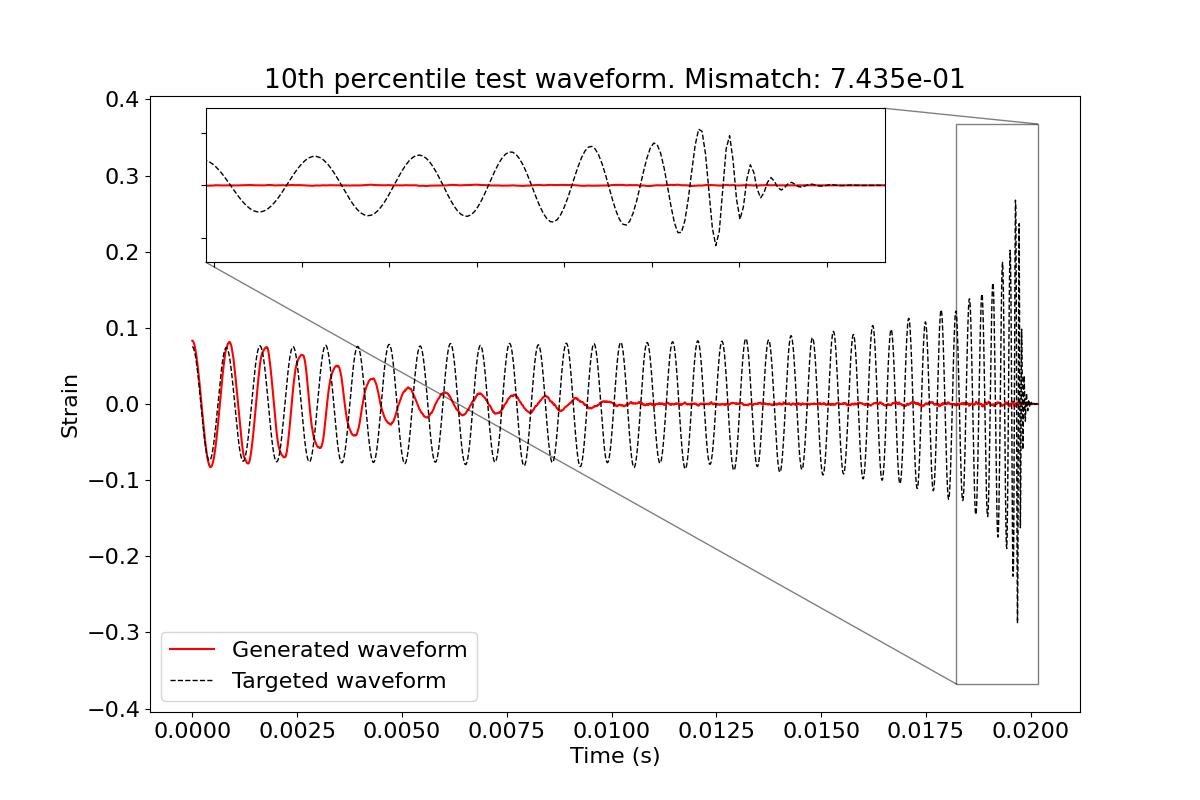 10th percentile test waveform. Mismatch: 7.435e-01
0.4
0.3
0.2
0.1
0.0
−0.1
−0.2
−0.3
−0.4
Strain
Generated waveform
Targeted waveform
0.0000 0.0025 0.0050 0.0075 0.0100 0.0125 0.0150 0.0175 0.0200
Time (s)